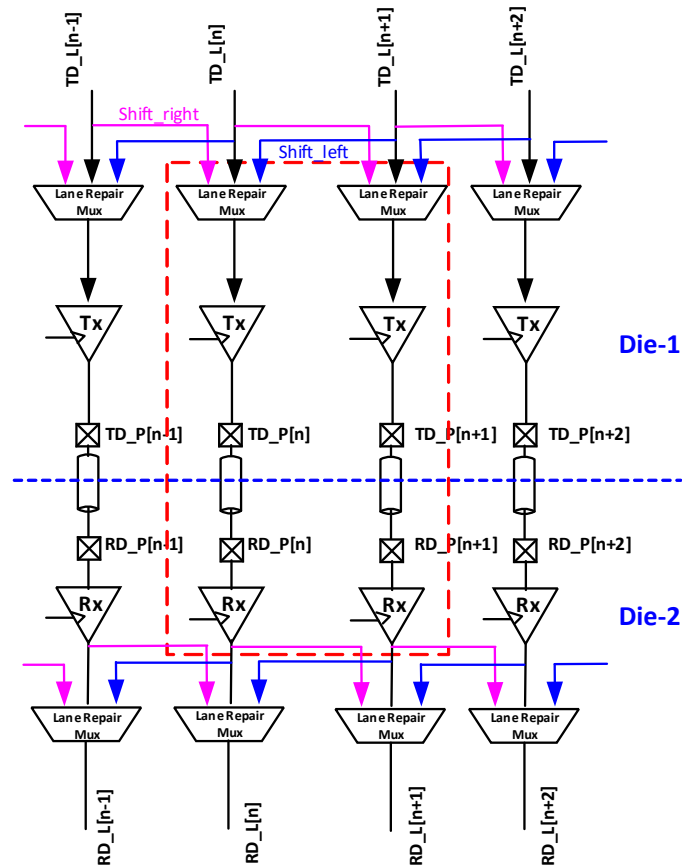 TD_L[n-1]
TD_L[n]
TD_L[n+1]
TD_L[n+2]
Shift_right
Shift_left
Lane Repair
Mux
Lane Repair
Mux
Lane Repair
Mux
Lane Repair
Mux
Tx
Tx
Tx
Tx
Die-1
TD_P[n-1]
TD_P[n]
TD_P[n+1]
TD_P[n+2]
RD_P[n-1]
RD_P[n]
RD_P[n+1]
RD_P[n+2]
Rx
Rx
Rx
Rx
Die-2
Lane Repair
Mux
Lane Repair
Mux
Lane Repair
Mux
Lane Repair
Mux
RD_L[n-1]
RD_L[n]
RD_L[n+1]
RD_L[n+2]